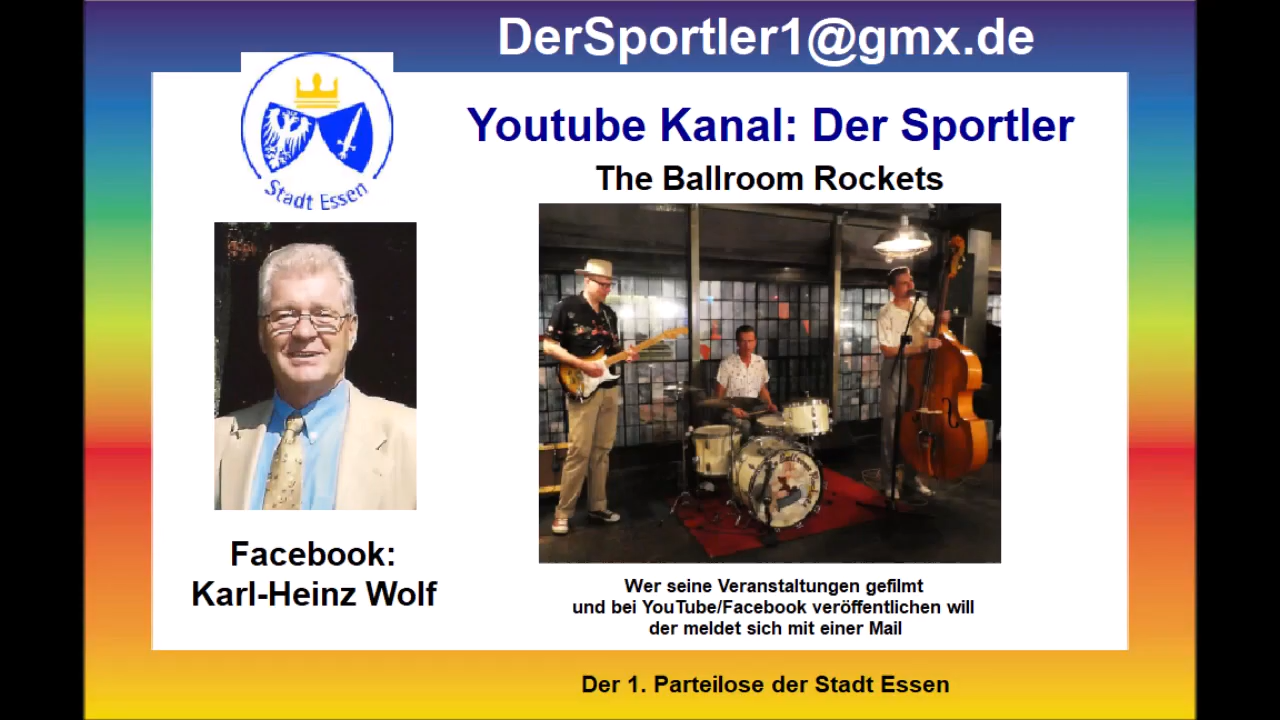 DerSportler1@gmx.de
Stadt Essen
Youtube Kanal: Der Sportler
The Ballroom Rockets
Facebook:
Karl-Heinz Wolf
Wer seine Veranstaltungen gefilmt
und bei YouTube/Facebook veröffentlichen will
der meldet sich mit einer Mail
Der 1. Parteilose der Stadt Essen